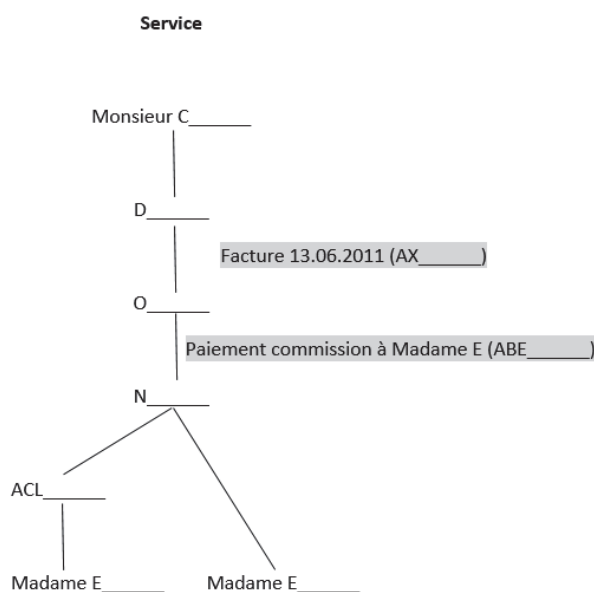 Service
Monsieur C______
D______
Facture 13.06.2011 (AX______)
O______
Paiement commission à Madame E (ABE______)
N______
ACL______
Madame E______ Madame E______